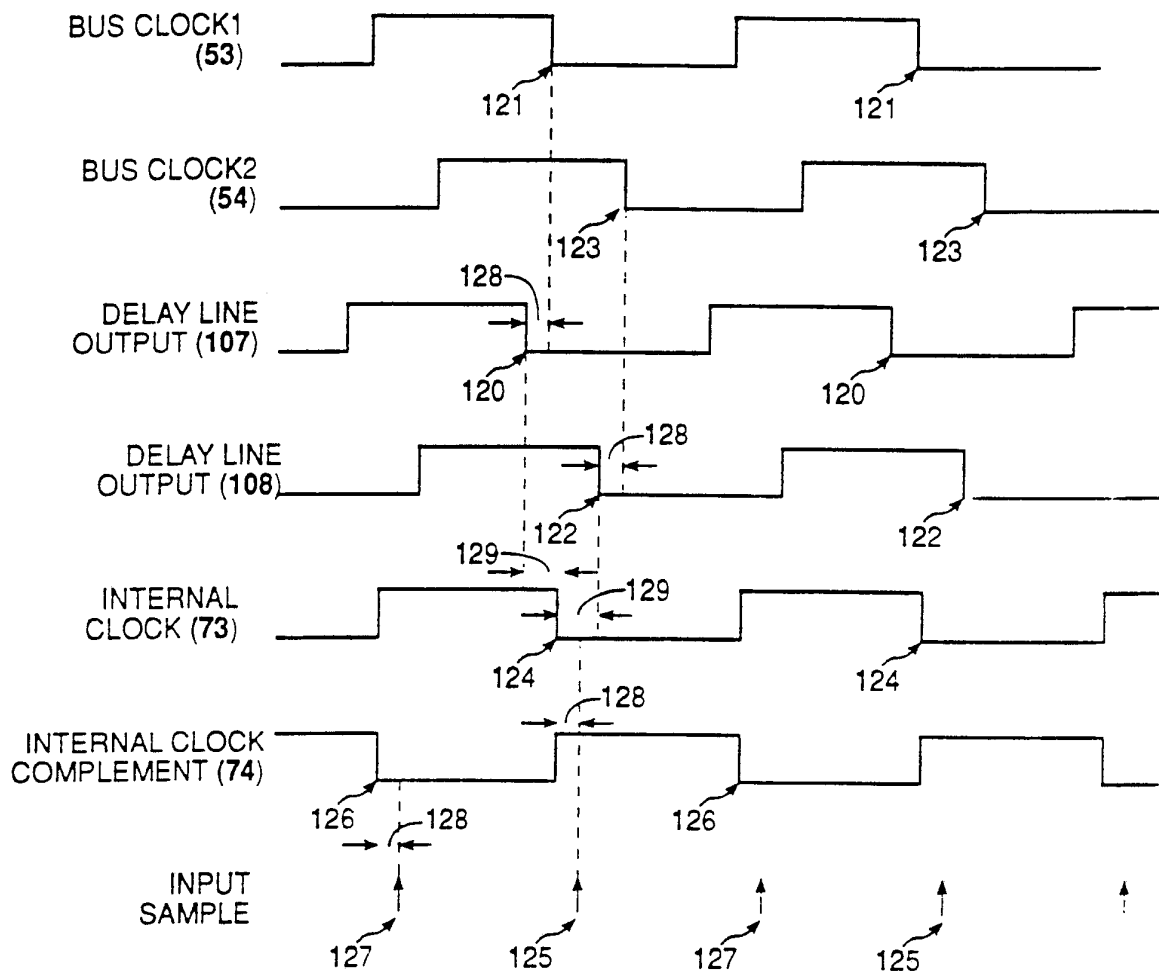 BUS CLOCK1
(53)
121
121
BUS CLOCK2
(54)
123
123
128
DELAY LINE
OUTPUT (107)
120
120
128
DELAY LINE
OUTPUT (108)
122
122
129
129
INTERNAL
CLOCK (73)
124
124
128
INTERNAL CLOCK
COMPLEMENT (74)
126
128
126
INPUT
SAMPLE
127
125
127
125